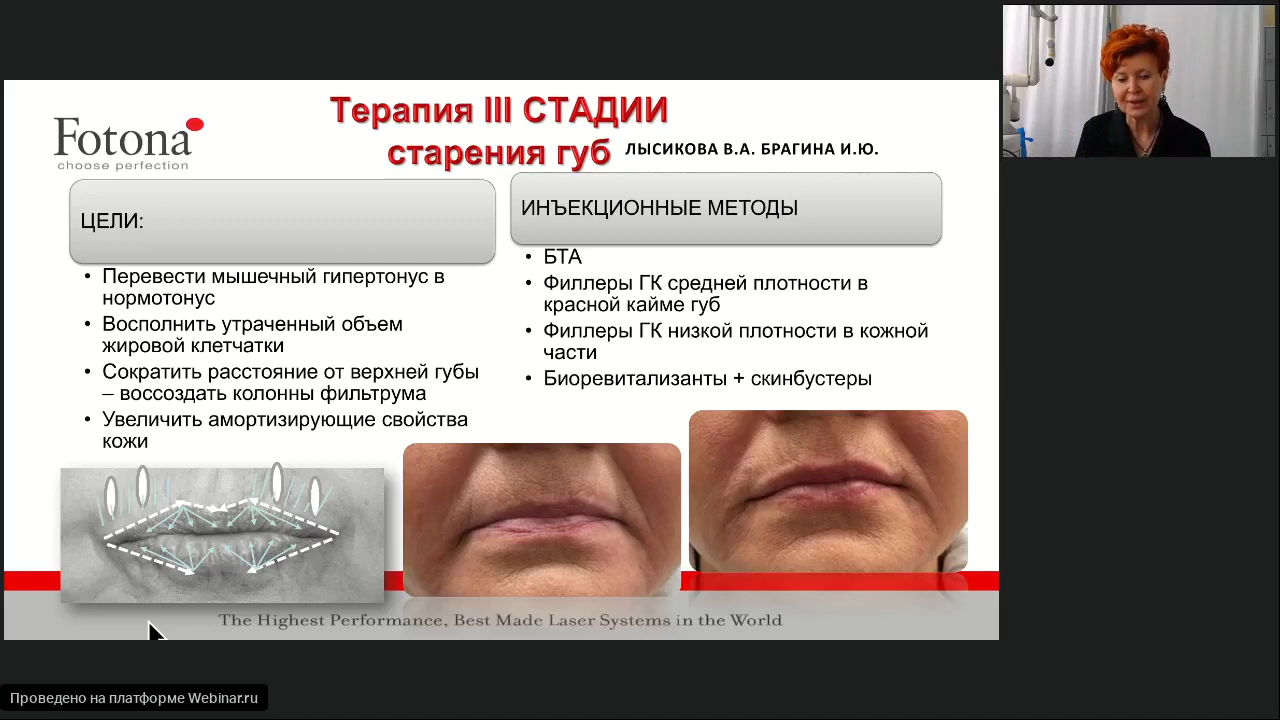 Fotona
choose perfection
Терапия III СТАДИИ
старения губ
ЛЫСИКОВА В.А. БРАГИНА И.Ю.
ЦЕЛИ:
• Перевести мышечный гипертонус в
нормотонус
• Восполнить утраченный объем
жировой клетчатки
• Сократить расстояние от верхней губы
– воссоздать колонны фильтрума
• Увеличить амортизирующие свойства
кожи
ИНЪЕКЦИОННЫЕ МЕТОДЫ
• БТА
• Филлеры ГК средней плотности в
красной кайме губ
• Филлеры ГК низкой плотности в кожной
части
• Биоревитализанты + скинбустеры
The Highest Performance, Best Made Laser Systems in the World
Проведено на платформе Webinar.ru